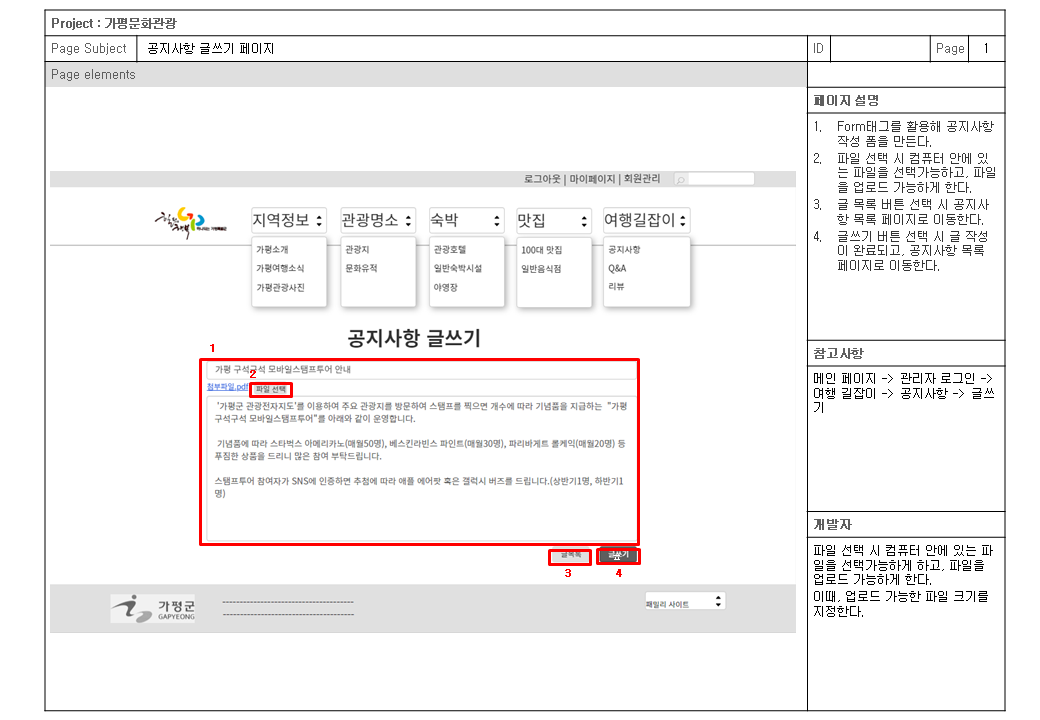 Project : 가평문화관광
Page Subject 공지사항 글쓰기 페이지 ID Page 1
Page elements
로그아웃 | 마이페이지 | 회원관리
지역정보 관광명소 숙박 맛집 여행길잡이
가평소개 관광지 관광호텔 100대 맛집 공지사항
가평여행소식 문화유적 일반숙박시설 일반음식점 Q&A
가평관광사진 야영장 리뷰
공지사항 글쓰기
1
가평 구석구석 모바일스탬프투어 안내
2
첨부파일.pdf 파일 선택
'가평군 관광전자지도'를 이용하여 주요 관광지를 방문하여 스탬프를 찍으면 개수에 따라 기념품을 지급하는 "가평
구석구석 모바일스탬프투어"를 아래와 같이 운영합니다.
기념품에 따라 스타벅스 아메리카노(매월50명), 베스킨라빈스 파인트(매월30명), 파리바게트 롤케익(매월20명) 등
푸짐한 상품을 드리니 많은 참여 부탁드립니다.
스탬프투어 참여자가 SNS에 인증하면 추첨에 따라 애플 에어팟 혹은 갤럭시 버즈를 드립니다.(상반기1명, 하반기1
명)
글목록 글쓰기
3 4
가평군
GAPYEONG
패밀리 사이트
페이지 설명
1. Form태그를 활용해 공지사항
작성 폼을 만든다.
2. 파일 선택 시 컴퓨터 안에 있
는 파일을 선택가능하고, 파일
을 업로드 가능하게 한다.
3. 글 목록 버튼 선택 시 공지사
항 목록 페이지로 이동한다.
4. 글쓰기 버튼 선택 시 글 작성
이 완료되고, 공지사항 목록
페이지로 이동한다.
참고사항
메인 페이지 -> 관리자 로그인 ->
여행 길잡이 -> 공지사항 -> 글쓰
기
개발자
파일 선택 시 컴퓨터 안에 있는 파
일을 선택가능하게 하고, 파일을
업로드 가능하게 한다.
이때, 업로드 가능한 파일 크기를
지정한다.